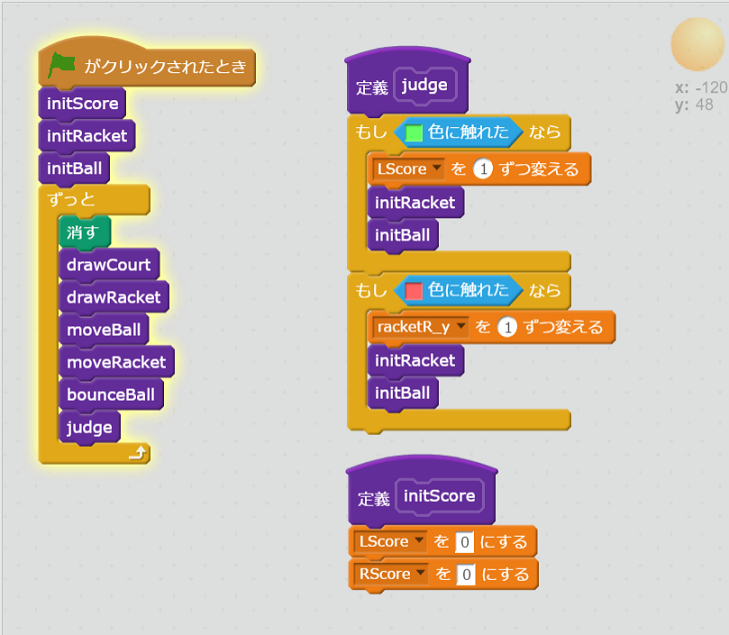 がクリックされたとき
initScore
initRacket
initBall
ずっと
消す
drawCourt
drawRacket
moveBall
moveRacket
bounceBall
judge
定義 judge
もし 色に触れた なら
LScore を 1 ずつ変える
initRacket
initBall
もし 色に触れた なら
racketR_y を 1 ずつ変える
initRacket
initBall
定義 initScore
LScore を 0 にする
RScore を 0 にする
x: -120
y: 48